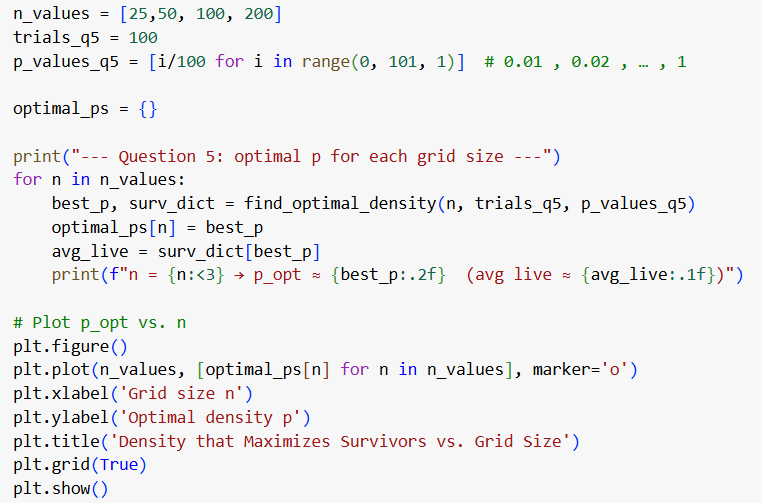 n_values = [25,50, 100, 200]
trials_q5 = 100
p_values_q5 = [i/100 for i in range(0, 101, 1)]  # 0.01 , 0.02 , … , 1
optimal_ps = {}
print("--- Question 5: optimal p for each grid size ---")
for n in n_values:
    best_p, surv_dict = find_optimal_density(n, trials_q5, p_values_q5)
    optimal_ps[n] = best_p
    avg_live = surv_dict[best_p]
    print(f"n = {n:<3} → p_opt ≈ {best_p:.2f}  (avg live ≈ {avg_live:.1f})")
# Plot p_opt vs. n
plt.figure()
plt.plot(n_values, [optimal_ps[n] for n in n_values], marker='o')
plt.xlabel('Grid size n')
plt.ylabel('Optimal density p')
plt.title('Density that Maximizes Survivors vs. Grid Size')
plt.grid(True)
plt.show()